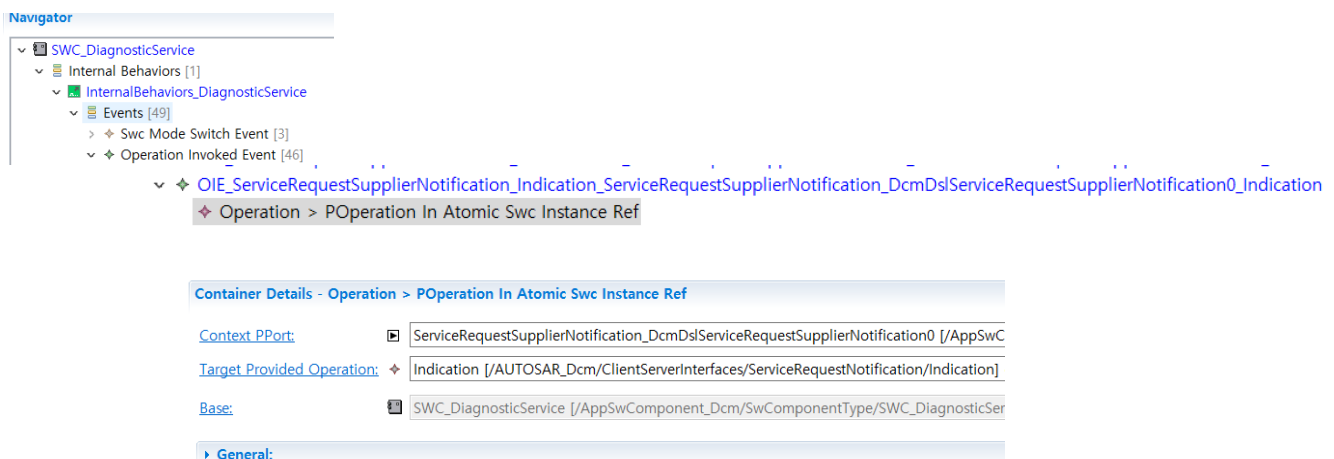 Navigator
SWC_DiagnosticService
Internal Behaviors [1]
InternalBehaviors_DiagnosticService
Events [49]
Swc Mode Switch Event [3]
Operation Invoked Event [46]
OIE_ServiceRequestSupplierNotification_Indication_ServiceRequestSupplierNotification_DcmDslServiceRequestSupplierNotification0_Indication
Operation > POperation In Atomic Swc Instance Ref
Container Details - Operation > POperation In Atomic Swc Instance Ref
Context PPort: ServiceRequestSupplierNotification_DcmDslServiceRequestSupplierNotification0 [/AppSwC
Target Provided Operation: Indication [/AUTOSAR_Dcm/ClientServerInterfaces/ServiceRequestNotification/Indication]
Base: SWC_DiagnosticService [/AppSwComponent_Dcm/SwComponentType/SWC_DiagnosticSer
General: